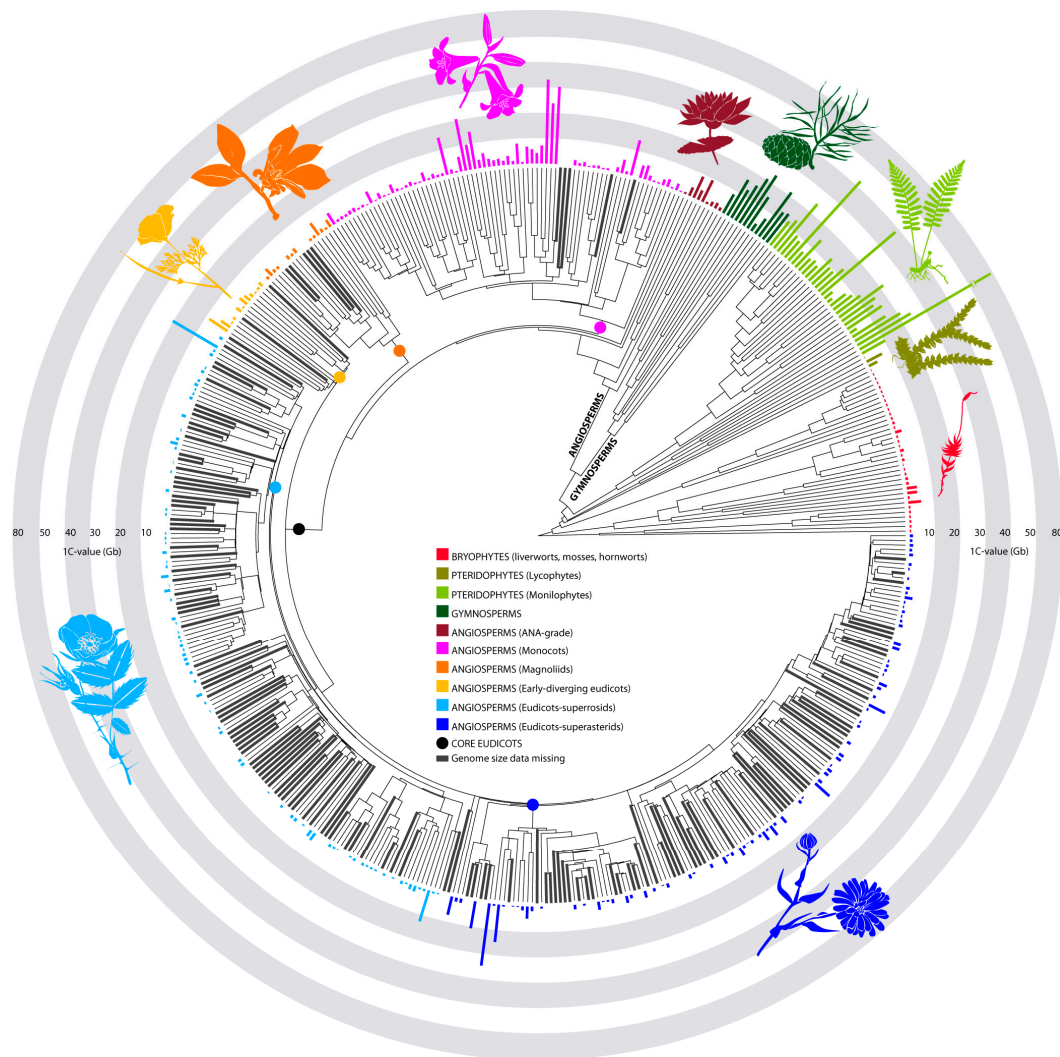 ANGIOSPERMS
GYMNOSPERMS
80 50 40 30 20 10
1C-value (Gb)
10 20 30 40 50 80
1C-value (Gb)
BRYOPHYTES (liverworts, mosses, hornworts)
PTERIDOPHYTES (Lycophytes)
PTERIDOPHYTES (Monilophytes)
GYMNOSPERMS
ANGIOSPERMS (ANA-grade)
ANGIOSPERMS (Monocots)
ANGIOSPERMS (Magnoliids)
ANGIOSPERMS (Early-diverging eudicots)
ANGIOSPERMS (Eudicots-superrosids)
ANGIOSPERMS (Eudicots-superasterids)
CORE EUDICOTS
Genome size data missing